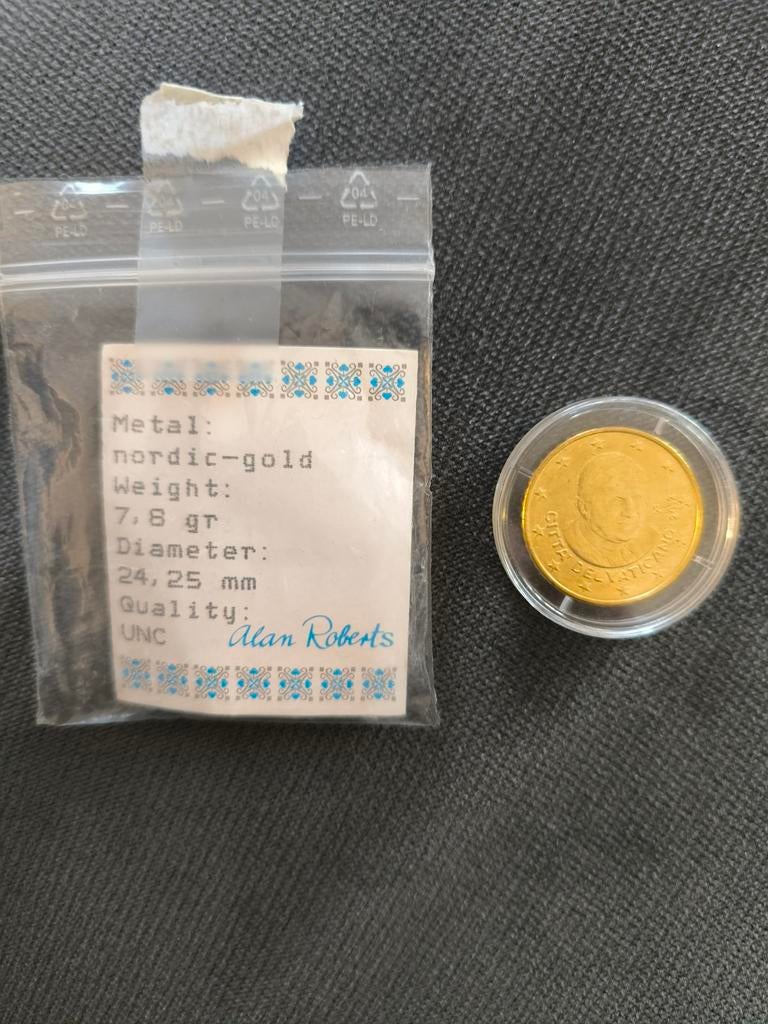 04 04 04 04
PE-LD PE-LD PE-LD PE-LD
Metal:
nordic-gold
Weight:
7,8 gr
Diameter:
24,25 mm
Quality:
UNC Alan Roberts
CITTA' DEL VATICANO